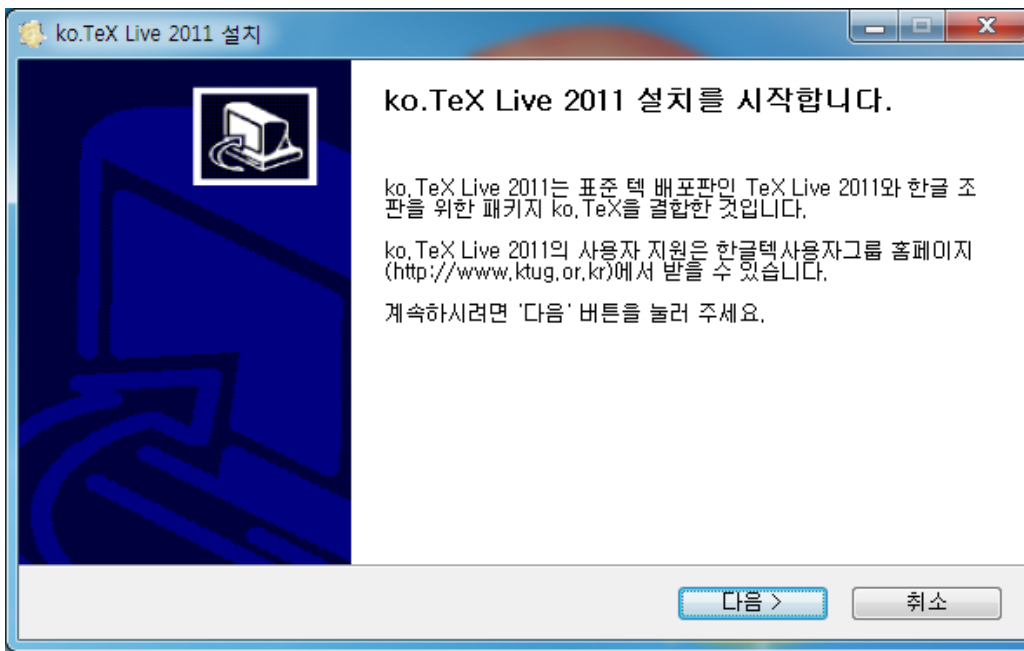 ko.TeX Live 2011 설치
ko.TeX Live 2011 설치를 시작합니다.
ko.TeX Live 2011는 표준 텍 배포판인 TeX Live 2011와 한글 조
판을 위한 패키지 ko.TeX을 결합한 것입니다.
ko.TeX Live 2011의 사용자 지원은 한글텍사용자그룹 홈페이지
(http://www.ktug.or.kr)에서 받을 수 있습니다.
계속하시려면 '다음' 버튼을 눌러 주세요.
다음 >
취소